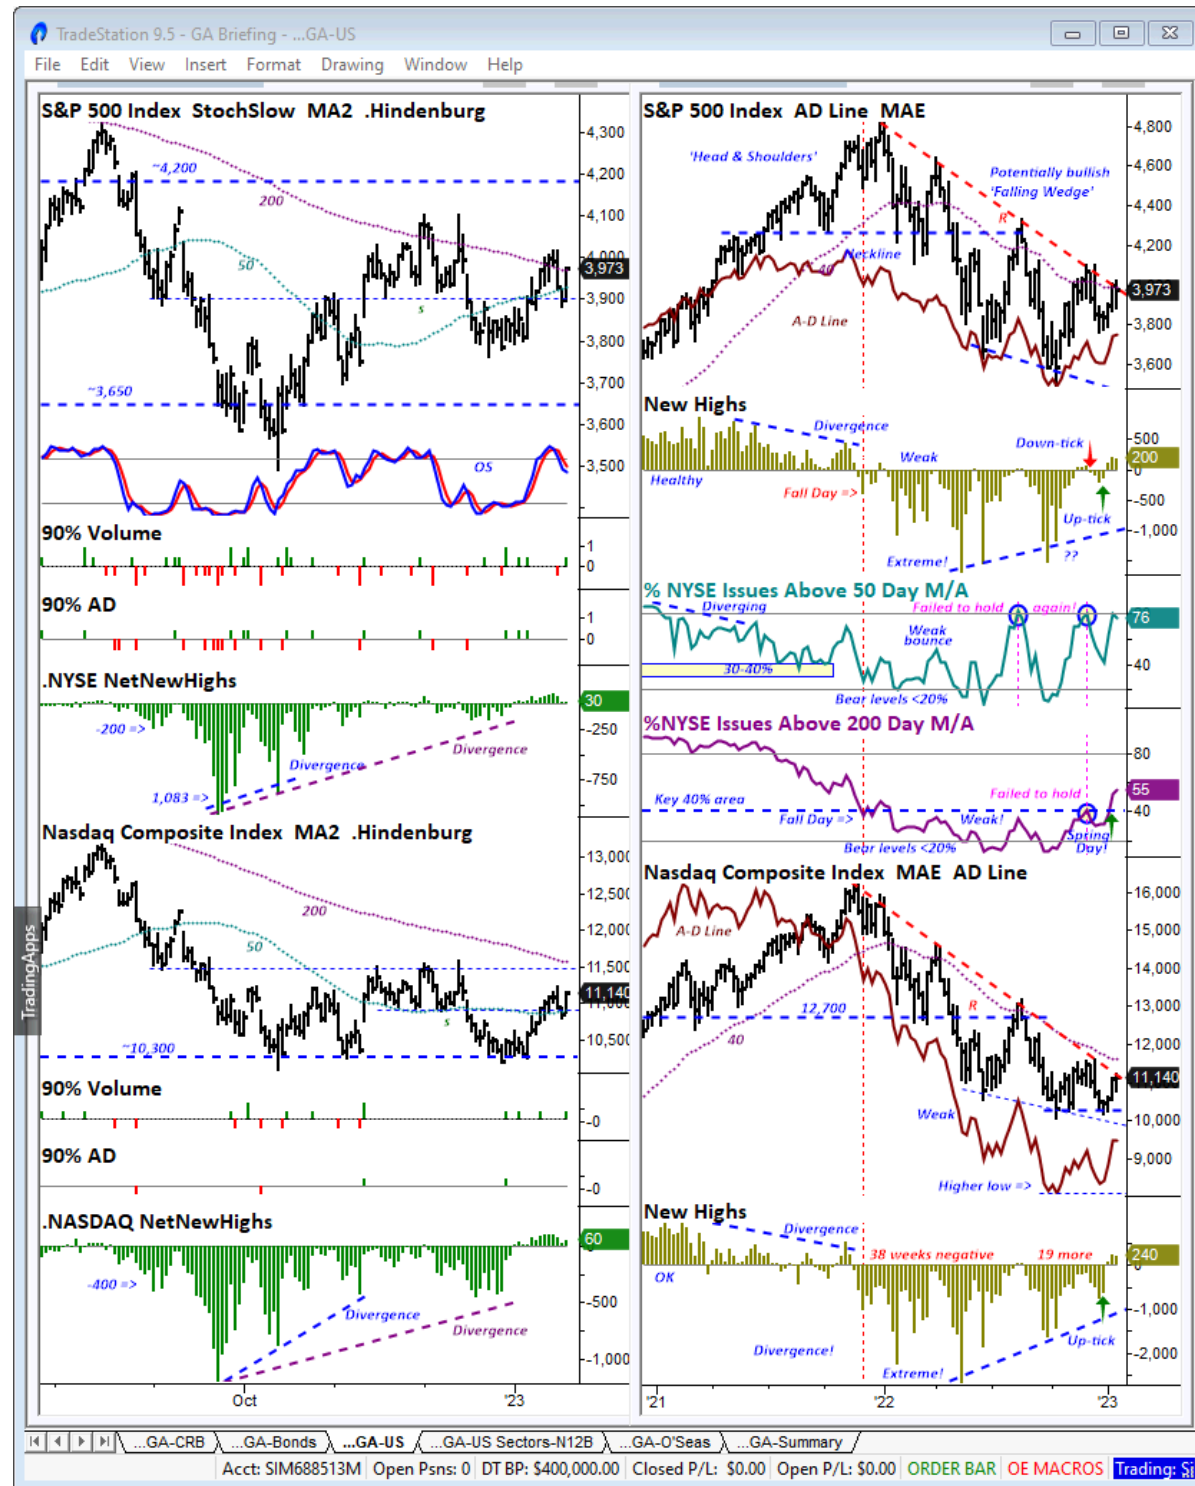 TradeStation 9.5 - GA Briefing - ...GA-US
File Edit View Insert Format Drawing Window Help
S&P 500 Index StochSlow MA2 .Hindenburg
4,300
~4,200
4,200
200
4,100
4,000
50
3,973
3,900
s
3,800
3,700
~3,650
3,600
OS
3,500
90% Volume
1
0
90% AD
1
0
.NYSE NetNewHighs
30
-200 =>
-250
Divergence
Divergence
-750
1,083 =>
Nasdaq Composite Index MA2 .Hindenburg
13,000
12,500
200
12,000
50
11,500
11,140
11,000
s
10,500
~10,300
90% Volume
-0
90% AD
-0
.NASDAQ NetNewHighs
60
0
-400 =>
-500
Divergence
Divergence
-1,000
Oct '23
S&P 500 Index AD Line MAE
4,800
'Head & Shoulders'
4,600
Potentially bullish
'Falling Wedge'
4,400
R
4,200
Neckline
40
3,973
A-D Line
3,800
3,600
New Highs
Divergence
Down-tick
500
Weak
200
0
Healthy
Fall Day =>
-500
Up-tick
-1,000
??
Extreme!
% NYSE Issues Above 50 Day M/A
Diverging
Failed to hold again!
76
Weak
bounce
30-40%
40
Bear levels <20%
%NYSE Issues Above 200 Day M/A
80
Failed to hold
55
Key 40% area
40
Fall Day =>
Weak!
Spring
Day!
Bear levels <20%
Nasdaq Composite Index MAE AD Line
16,000
A-D Line
15,000
14,000
12,700
R
13,000
40
12,000
11,140
Weak
10,000
9,000
Higher low =>
New Highs
Divergence
38 weeks negative
19 more
240
0
OK
-1,000
Up-tick
Divergence!
-2,000
Extreme!
'21 '22 '23
TradingApps
...GA-CRB ...GA-Bonds ...GA-US ...GA-US Sectors-N12B ...GA-O'Seas ...GA-Summary
Acct: SIM688513M Open Psns: 0 DT BP: $400,000.00 Closed P/L: $0.00 Open P/L: $0.00 ORDER BAR OE MACROS Trading: